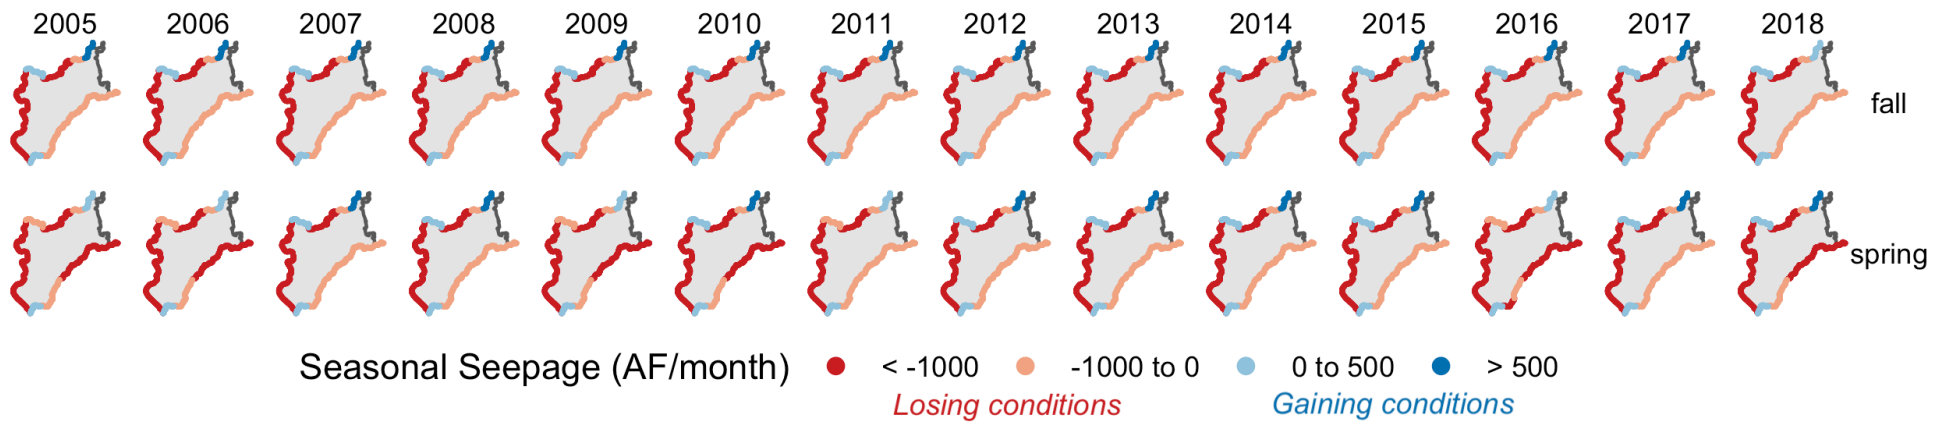 2005 2006 2007 2008 2009 2010 2011 2012 2013 2014 2015 2016 2017 2018
fall
spring
Seasonal Seepage (AF/month) < -1000 -1000 to 0 0 to 500 > 500
Losing conditions Gaining conditions